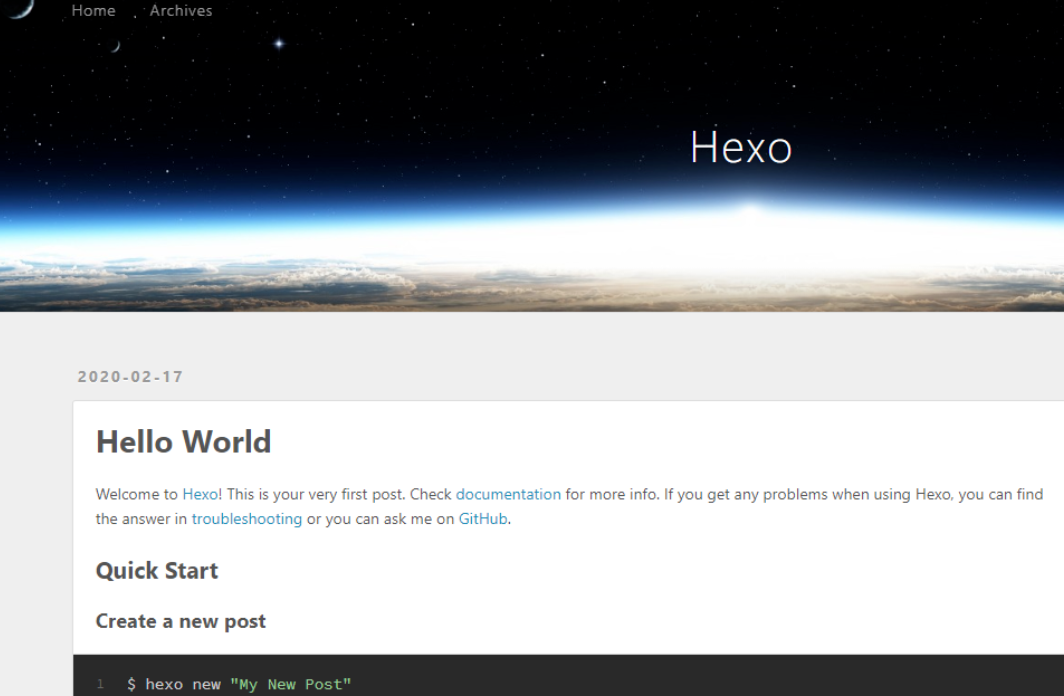 Home
Archives
Hexo
2020-02-17
Hello World
Welcome to Hexo! This is your very first post. Check documentation for more info. If you get any problems when using Hexo, you can find
the answer in troubleshooting or you can ask me on GitHub.
Quick Start
Create a new post
1 $ hexo new "My New Post"